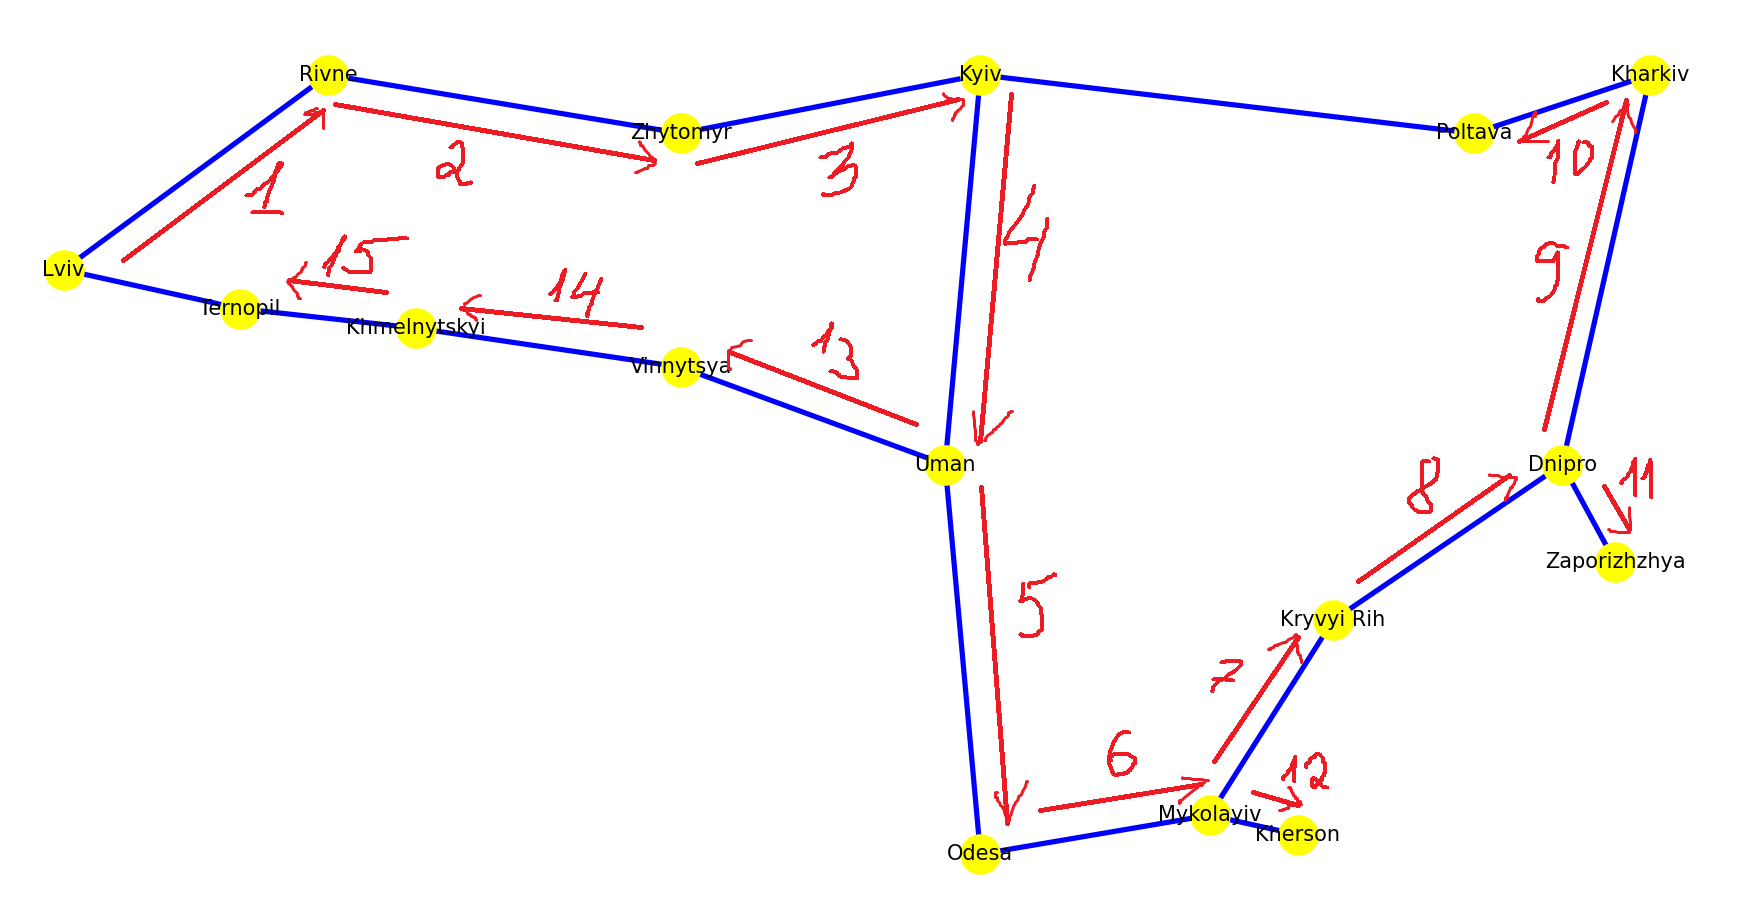 Rivne
Kyiv
Kharkiv
Zhytomyr
Poltava
2
3
10
1
4
15
9
Lviv
14
Ternopil
Khmelnytskyi
13
Vinnytsya
Uman
Dnipro
8
11
Zaporizhzhya
5
Kryvyi Rih
7
6
12
Mykolayiv
Kherson
Odesa